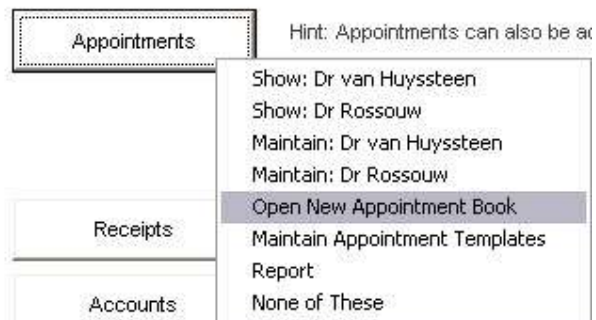 Appointments
Hint: Appointments can also be
Show: Dr van Huyssteen
Show: Dr Rossouw
Maintain: Dr van Huyssteen
Maintain: Dr Rossouw
Open New Appointment Book
Maintain Appointment Templates
Report
None of These
Receipts
Accounts